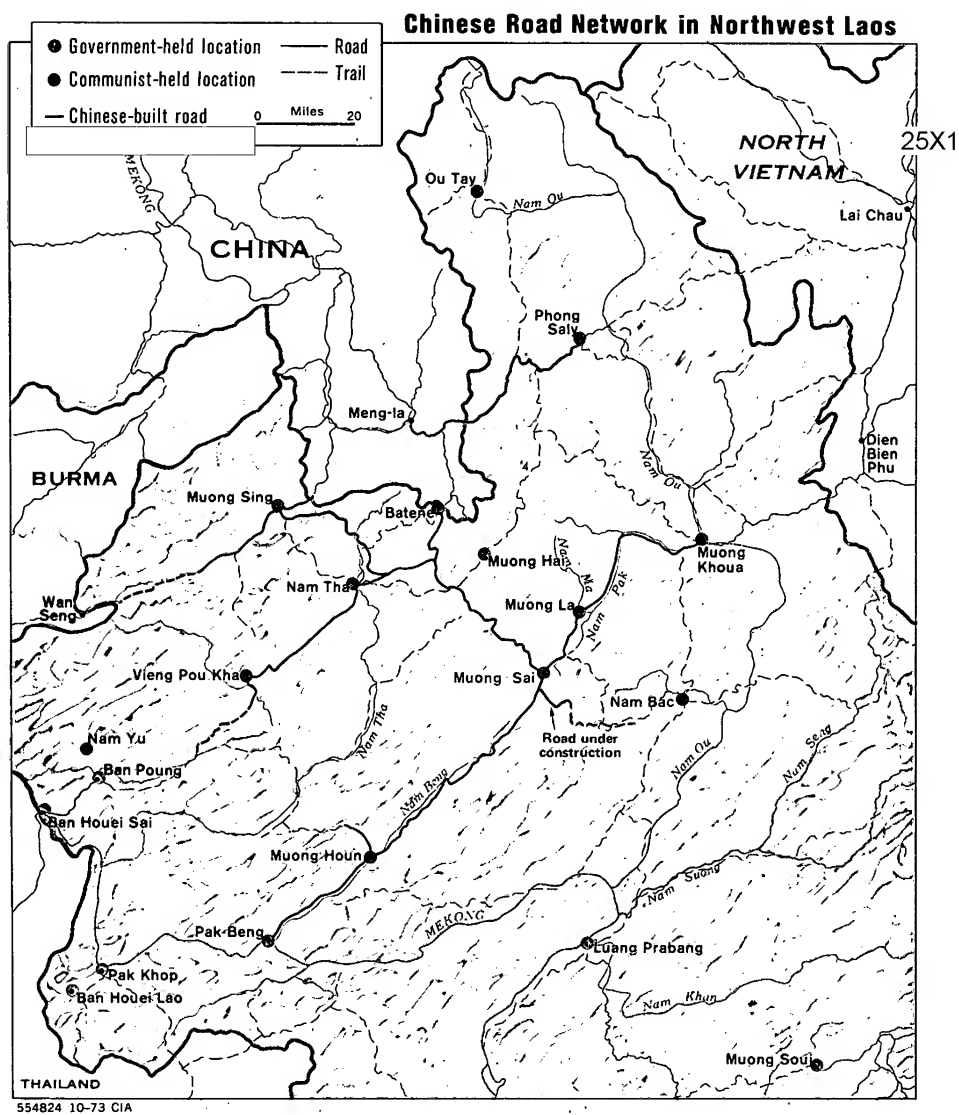 Chinese Road Network in Northwest Laos
Government-held location
Road
Communist-held location
Trail
Chinese-built road
0 Miles 20
25X1
NORTH
VIETNAM
MEKONG
Ou Tay
Nam Ou
Lai Chau
CHINA
Phong
Saly
Meng-la
Dien
Bien
Phu
BURMA
Nam Ou
Muong Sing
Batene
Muong Hai
Nam Ma
Muong
Khoua
Nam Tha
Nam Pak
Wan
Seng
Muong La
Vieng Pou Kha
Muong Sai
Nam Bac
Nam Tha
Road under
construction
Nam Yu
Nam Ou
Nam Seng
Ban Poung
Nam Beng
Ban Houei Sai
Muong Houn
Nam Suong
MEKONG
Pak Beng
Luang Prabang
Pak Khop
Ban Houei Lao
Nam Khan
Muong Soui
THAILAND
554824 10-73 CIA